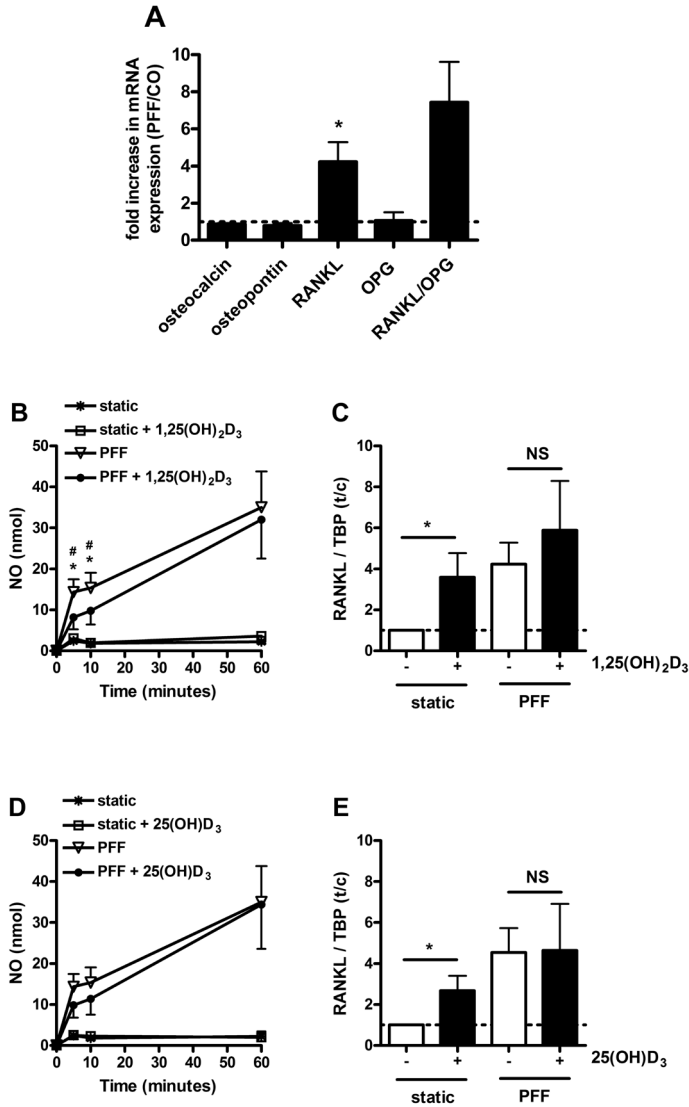 A
fold increase in mRNA
expression (PFF/CO)
10
8
6
4
2
0
*
osteocalcin
osteopontin
RANKL
OPG
RANKL/OPG
B
static
static + 1,25(OH)₂D₃
PFF
PFF + 1,25(OH)₂D₃
NO (nmol)
50
40
30
20
10
0
# #
* *
0 10 20 30 40 50 60
Time (minutes)
C
RANKL / TBP (t/c)
10
8
6
4
2
0
*
NS
- + - + 1,25(OH)₂D₃
static PFF
D
static
static + 25(OH)D₃
PFF
PFF + 25(OH)D₃
NO (nmol)
50
40
30
20
10
0
0 10 20 30 40 50 60
Time (minutes)
E
RANKL / TBP (t/c)
10
8
6
4
2
0
*
NS
- + - + 25(OH)D₃
static PFF